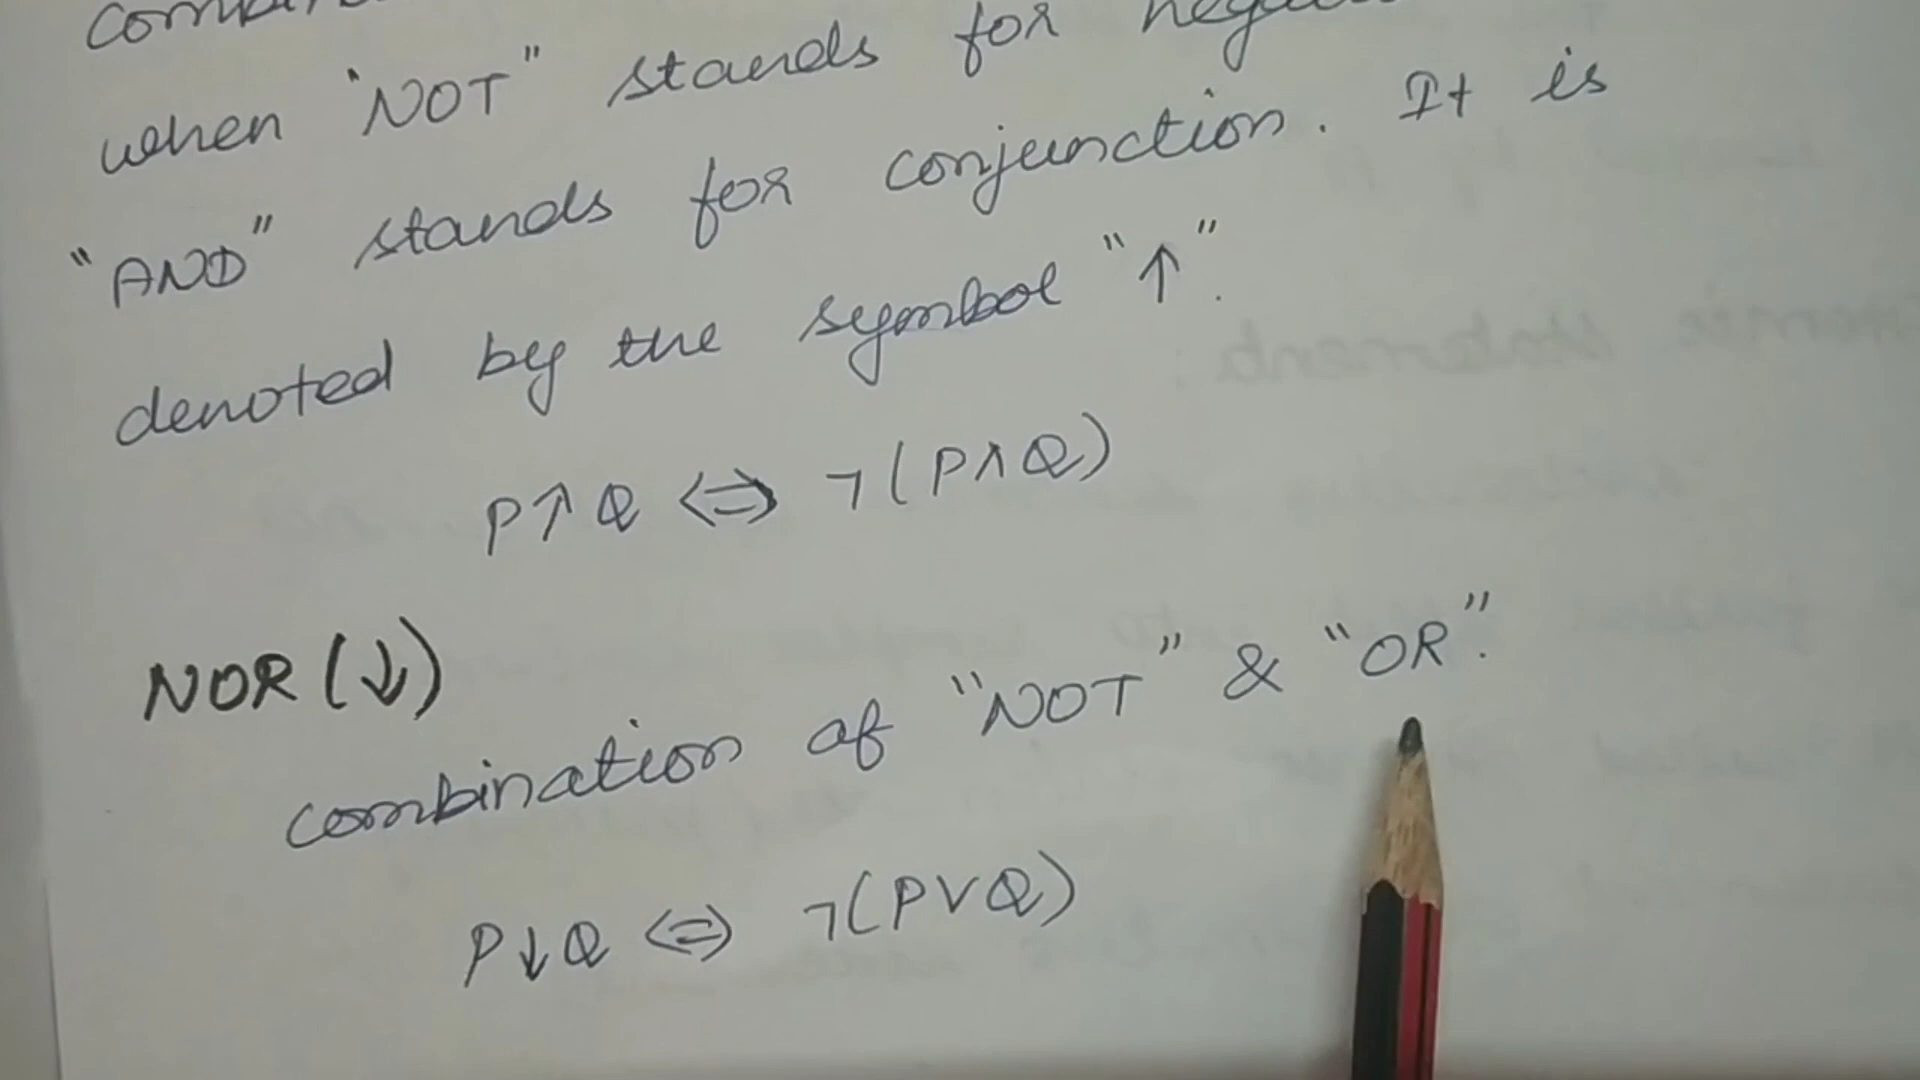 when "NOT" stands for
"AND" stands for conjunction. It is
denoted by the symbol "↑".
P↑Q ⇔ ¬(P∧Q)
NOR (↓)
combination of "NOT" & "OR".
P↓Q ⇔ ¬(P∨Q)